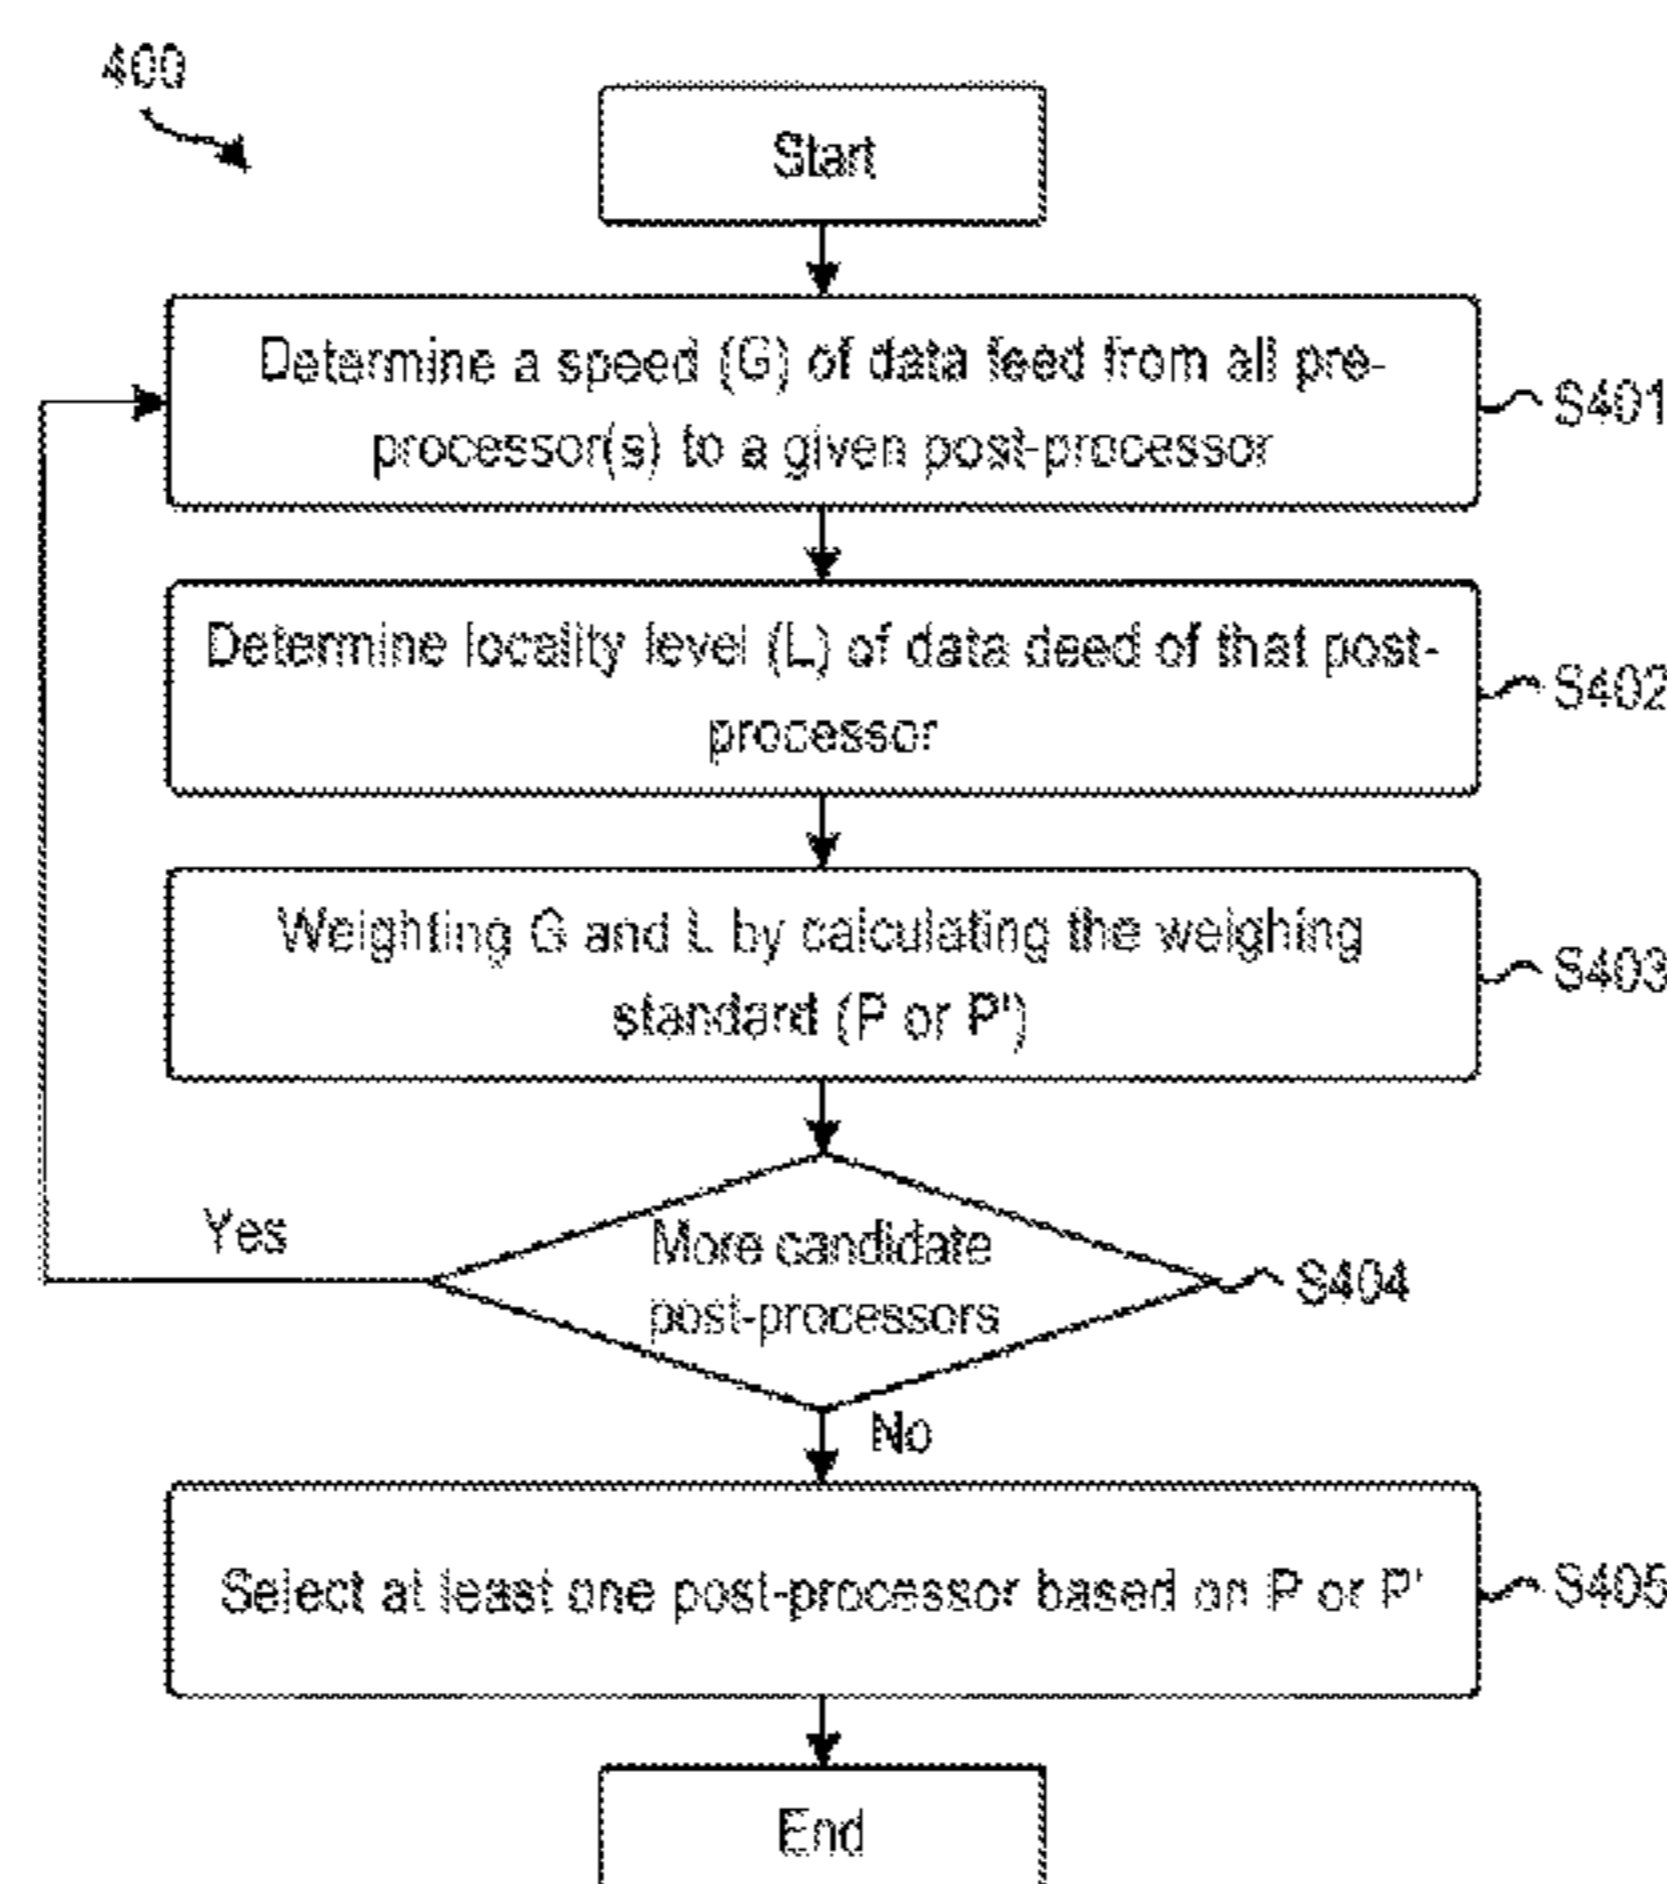 400
Start
Determine a speed (G) of data feed from all pre-
processor(s) to a given post-processor
S401
Determine locality level (L) of data deed of that post-
processor
S402
Weighting G and L by calculating the weighing
standard (P or P')
S403
Yes
More candidate
post-processors
S404
No
Select at least one post-processor based on P or P'
S405
End